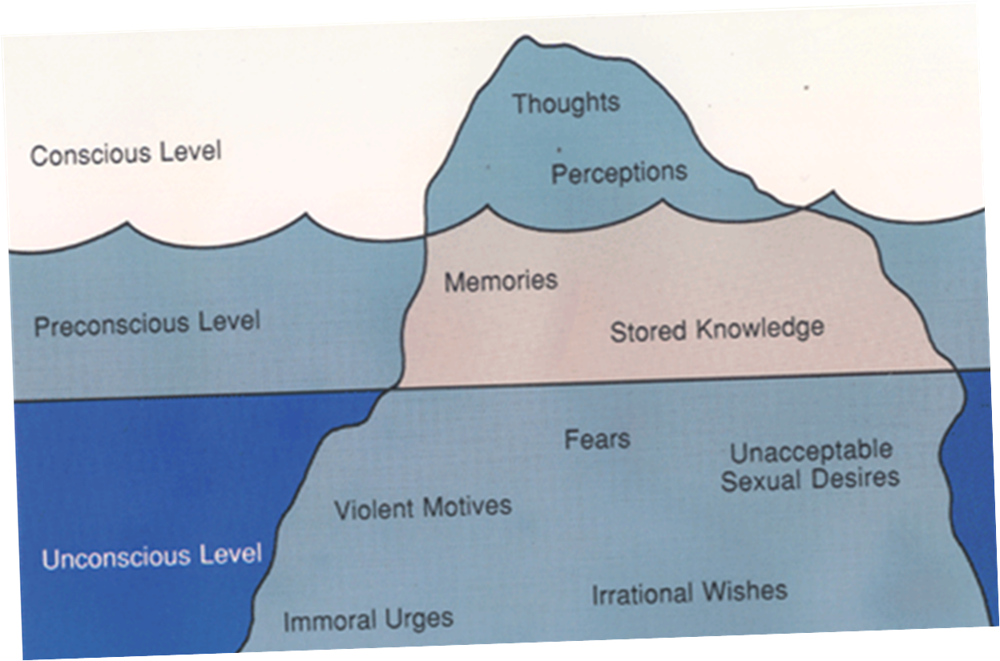 Thoughts
Conscious Level
Perceptions
Memories
Preconscious Level
Stored Knowledge
Fears
Unacceptable
Sexual Desires
Violent Motives
Unconscious Level
Irrational Wishes
Immoral Urges